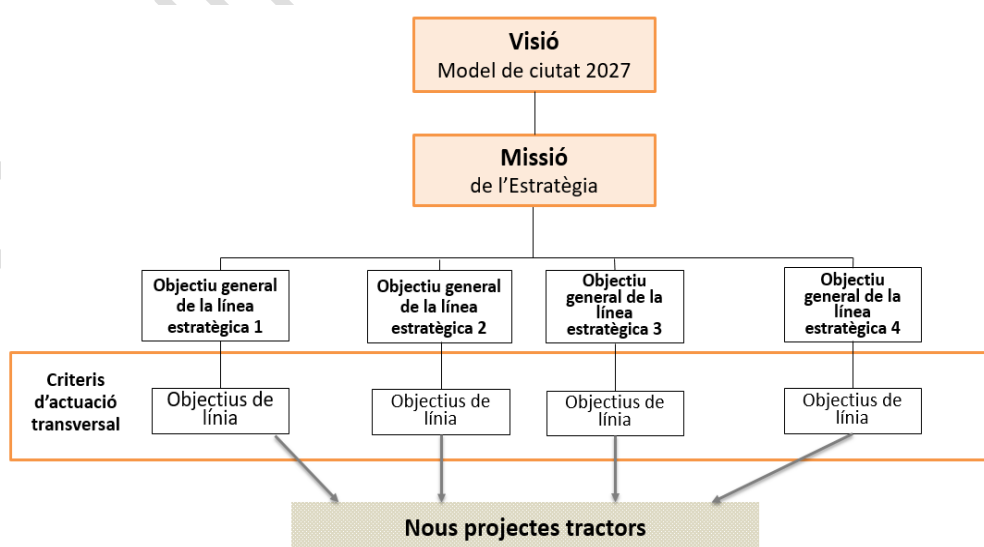 Visió
Model de ciutat 2027
Missió
de l'Estratègia
Objectiu general
de la línea
estratègica 1
Objectiu general
de la línea
estratègica 2
Objectiu
general de la
línea
estratègica 3
Objectiu
general de la
línea
estratègica 4
Criteris
d'actuació
transversal
Objectius de
línia
Objectius de
línia
Objectius de
línia
Objectius de
línia
Nous projectes tractors